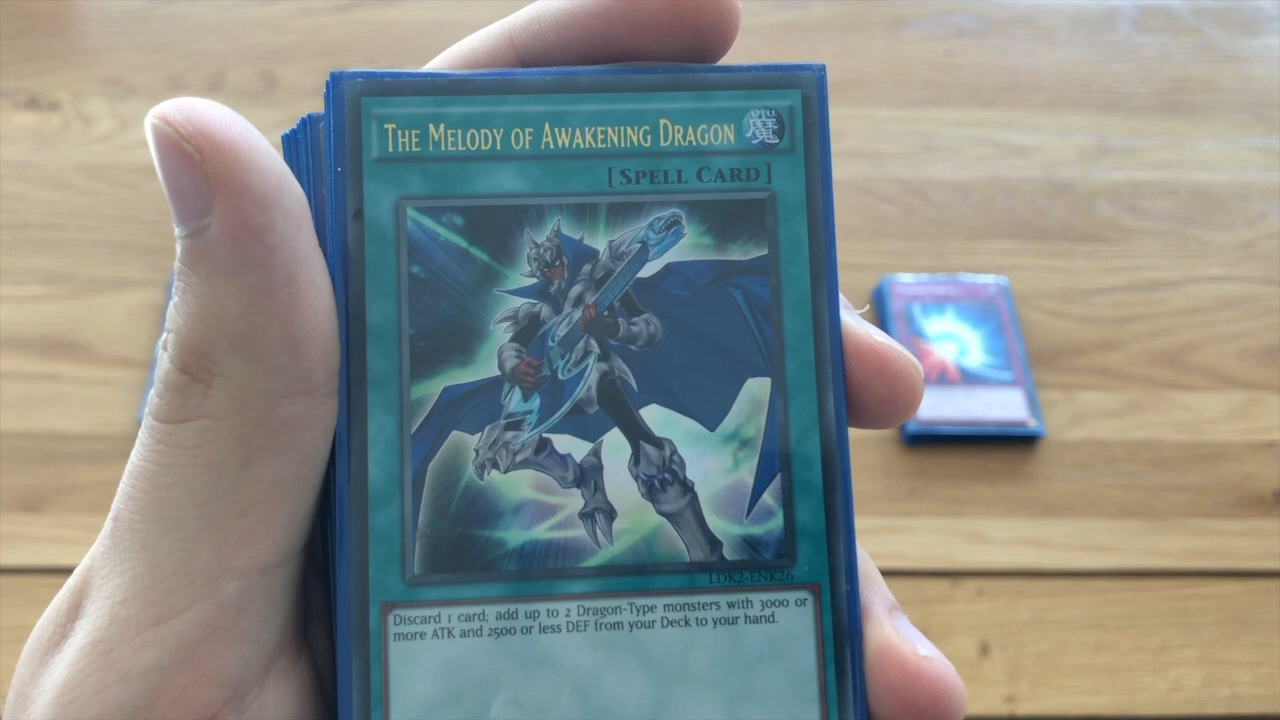 THE MELODY OF AWAKENING DRAGON
魔
[SPELL CARD]
LDK2-ENK26
Discard 1 card; add up to 2 Dragon-Type monsters with 3000 or
more ATK and 2500 or less DEF from your Deck to your hand.